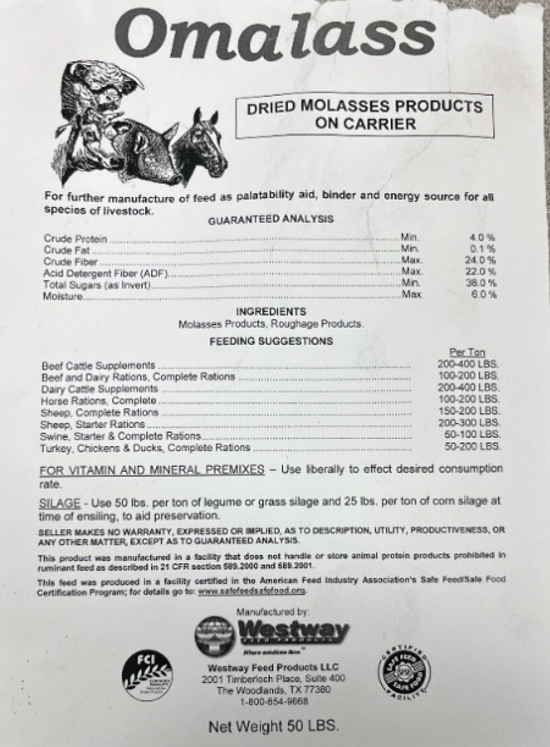 Omalass
DRIED MOLASSES PRODUCTS
ON CARRIER
For further manufacture of feed as palatability aid, binder and energy source for all
species of livestock.
GUARANTEED ANALYSIS
Crude Protein ........ Min. 4.0 %
Crude Fat ........ Min. 0.1 %
Crude Fiber ........ Max. 24.0 %
Acid Detergent Fiber (ADF) ........ Max. 22.0 %
Total Sugars (as Invert) ........ Min. 38.0 %
Moisture ........ Max. 6.0 %
INGREDIENTS
Molasses Products, Roughage Products.
FEEDING SUGGESTIONS
Per Ton
Beef Cattle Supplements ........ 200-400 LBS.
Beef and Dairy Rations, Complete Rations ........ 100-200 LBS.
Dairy Cattle Supplements ........ 200-400 LBS.
Horse Rations, Complete ........ 100-200 LBS.
Sheep, Complete Rations ........ 150-200 LBS.
Sheep, Starter Rations ........ 200-300 LBS.
Swine, Starter & Complete Rations ........ 50-100 LBS.
Turkey, Chickens & Ducks, Complete Rations ........ 50-200 LBS.
FOR VITAMIN AND MINERAL PREMIXES – Use liberally to effect desired consumption
rate.
SILAGE - Use 50 lbs. per ton of legume or grass silage and 25 lbs. per ton of corn silage at
time of ensiling, to aid preservation.
SELLER MAKES NO WARRANTY, EXPRESSED OR IMPLIED, AS TO DESCRIPTION, UTILITY, PRODUCTIVENESS, OR
ANY OTHER MATTER, EXCEPT AS TO GUARANTEED ANALYSIS.
This product was manufactured in a facility that does not handle or store animal protein products prohibited in
ruminant feed as described in 21 CFR section 589.2000 and 589.2001.
This feed was produced in a facility certified in the American Feed Industry Association's Safe Feed/Safe Food
Certification Program; for details go to: www.safefeedsafefood.org.
Manufactured by:
Westway
FEED PRODUCTS
Where solutions flow.™
Westway Feed Products LLC
2001 Timberloch Place, Suite 400
The Woodlands, TX 77380
1-800-654-9668
FCI
CERTIFIED
SAFE FEED
SAFE FOOD
FACILITY
Net Weight 50 LBS.